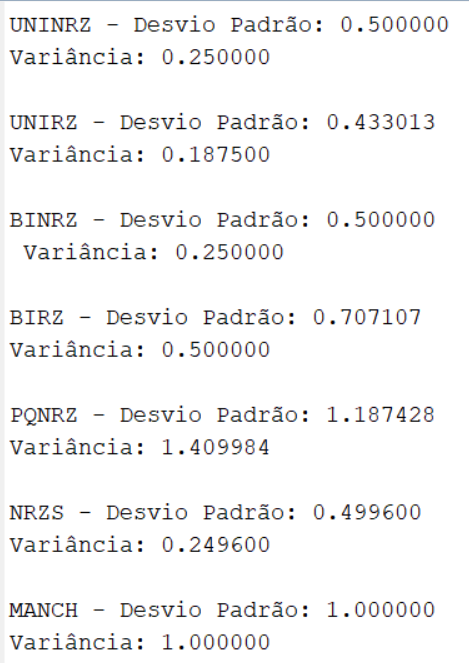 UNINRZ - Desvio Padrão: 0.500000
Variância: 0.250000
UNIRZ - Desvio Padrão: 0.433013
Variância: 0.187500
BINRZ - Desvio Padrão: 0.500000
Variância: 0.250000
BIRZ - Desvio Padrão: 0.707107
Variância: 0.500000
PQNRZ - Desvio Padrão: 1.187428
Variância: 1.409984
NRZS - Desvio Padrão: 0.499600
Variância: 0.249600
MANCH - Desvio Padrão: 1.000000
Variância: 1.000000